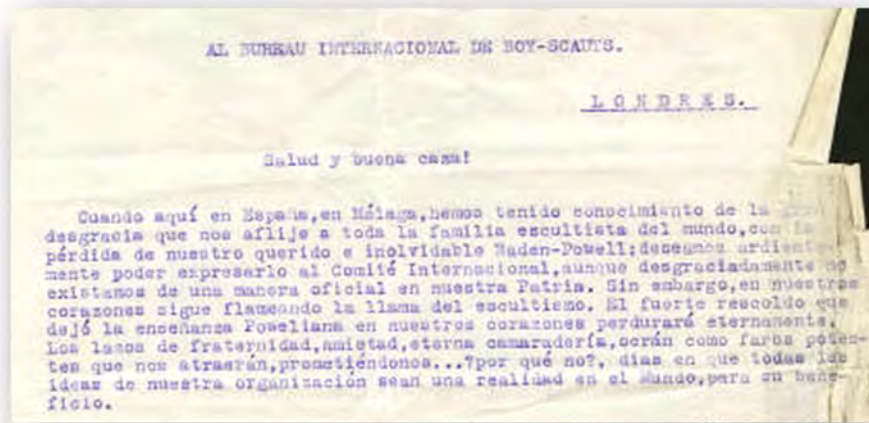 AL BUREAU INTERNACIONAL DE BOY-SCAUTS.
LONDRES.
Salud y buena caza!
Cuando aquí en España,en Málaga,hemos tenido conocimiento de la gran
desgracia que nos aflije a toda la familia escultista del mundo,con la
pérdida de nuestro querido e inolvidable Baden-Powell;deseamos ardiente-
mente poder expresarlo al Comité Internacional,aunque desgraciadamente no
existamos de una manera oficial en nuestra Patria. Sin embargo,en nuestros
corazones sigue flameando la llama del escultismo. El fuerte rescoldo que
dejó la enseñanza Poweliana en nuestros corazones perdurará eternamente.
Los lazos de fraternidad,amistad,eterna camaradería,serán como faros poten-
tes que nos atraerán,prometiéndonos...?por qué no?, dias en que todas las
ideas de nuestra organización sean una realidad en el Mundo,para su bene-
ficio.